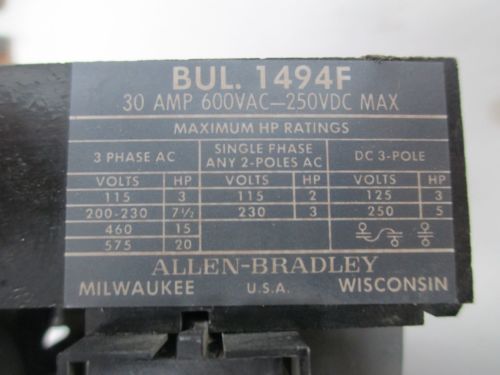 BUL. 1494F
30 AMP 600VAC—250VDC MAX
MAXIMUM HP RATINGS
3 PHASE AC SINGLE PHASE ANY 2-POLES AC DC 3-POLE
VOLTS HP VOLTS HP VOLTS HP
115 3 115 2 125 3
200-230 7½ 230 3 250 5
460 15
575 20
ALLEN-BRADLEY
MILWAUKEE U.S.A. WISCONSIN